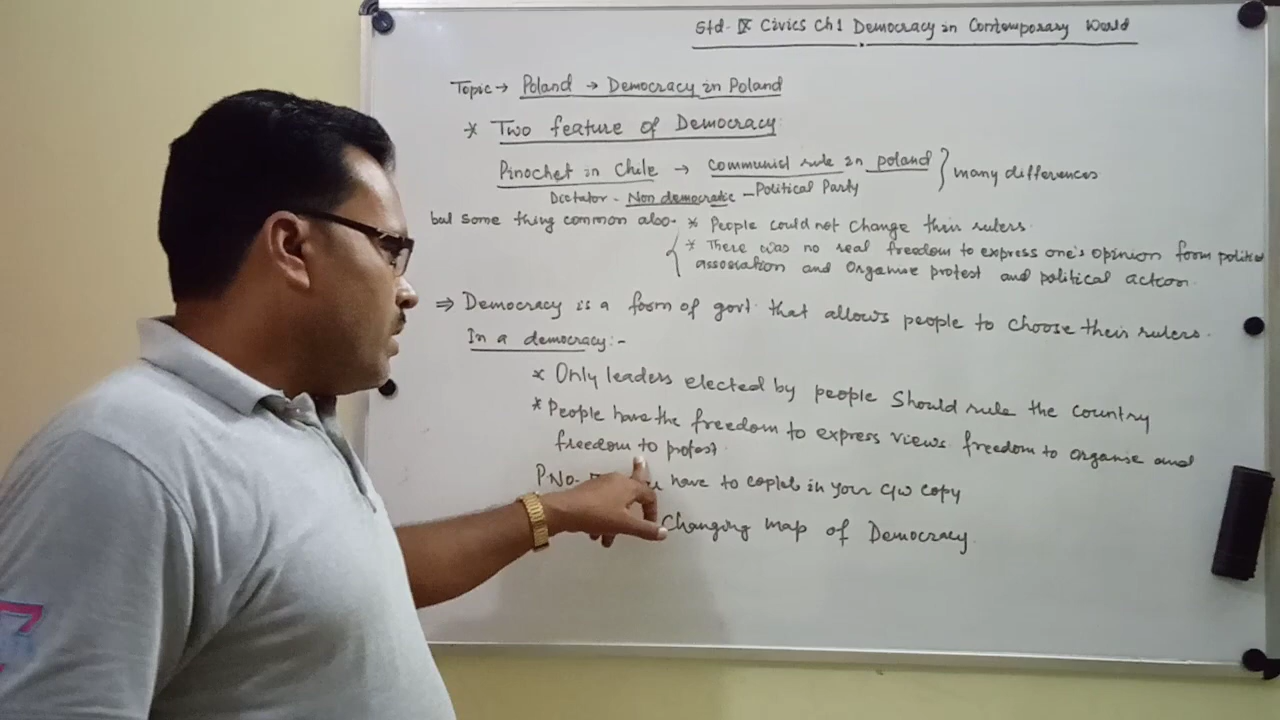 Std. IX Civics Ch1 Democracy in Contemporary World
Topic → Poland → Democracy in Poland
* Two feature of Democracy
Pinochet in Chile → Communist rule in poland } many differences
Dictator - Non democratic - Political Party
but some thing common also. * People could not change their rulers.
* There was no real freedom to express one's opinion form political
association and organise protest and political action.
⇒ Democracy is a form of govt. that allows people to choose their rulers.
In a democracy:-
* Only leaders elected by people Should rule the country
* People have the freedom to express views freedom to organise and
freedom to protest.
P No. have to in your C/W copy
Changing map of Democracy.